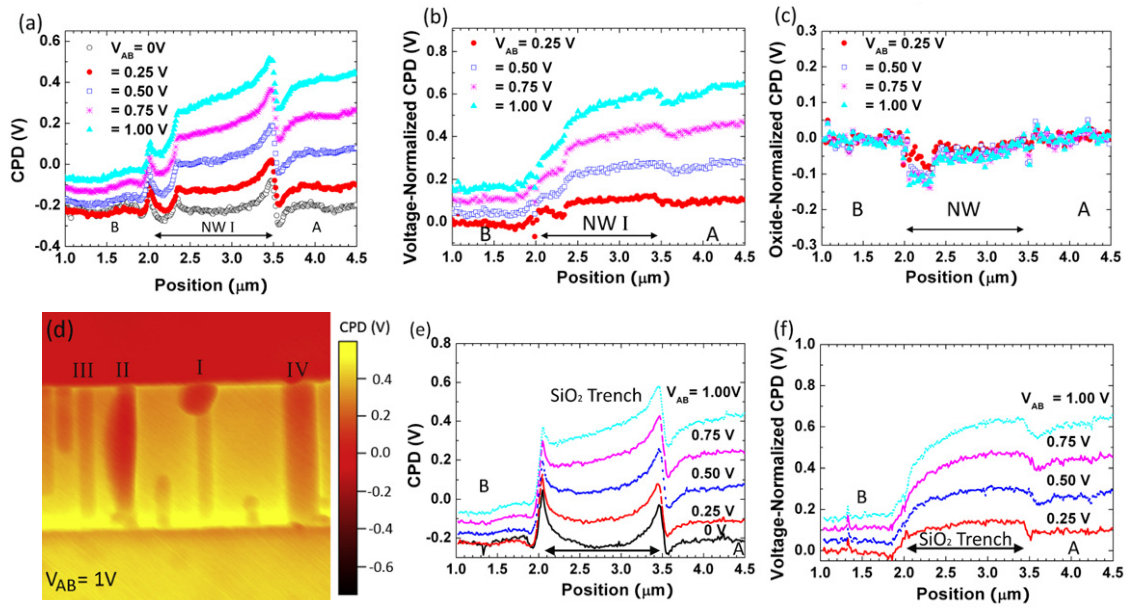 (a)
CPD (V)
0.6
0.4
0.2
0.0
-0.2
-0.4
V_AB = 0V
= 0.25 V
= 0.50 V
= 0.75 V
= 1.00 V
B
NW I
A
1.0 1.5 2.0 2.5 3.0 3.5 4.0 4.5
Position (μm)
(b)
Voltage-Normalized CPD (V)
1.0
0.8
0.6
0.4
0.2
0.0
V_AB = 0.25 V
= 0.50 V
= 0.75 V
= 1.00 V
B
NW I
A
1.0 1.5 2.0 2.5 3.0 3.5 4.0 4.5
Position (μm)
(c)
Oxide-Normalized CPD (V)
0.3
0.2
0.1
0.0
-0.1
-0.2
-0.3
V_AB = 0.25 V
= 0.50 V
= 0.75 V
= 1.00 V
B
NW
A
1.0 1.5 2.0 2.5 3.0 3.5 4.0 4.5
Position (μm)
(d)
III II I IV
V_AB = 1V
CPD (V)
0.4
0.2
0.0
-0.2
-0.4
-0.6
(e)
CPD (V)
0.8
0.6
0.4
0.2
0.0
-0.2
SiO₂ Trench
V_AB = 1.00V
0.75 V
0.50 V
0.25 V
0 V
B
A
1.0 1.5 2.0 2.5 3.0 3.5 4.0 4.5
Position (μm)
(f)
Voltage-Normalized CPD (V)
1.0
0.8
0.6
0.4
0.2
0.0
V_AB = 1.00 V
0.75 V
0.50 V
0.25 V
B
SiO₂ Trench
A
1.0 1.5 2.0 2.5 3.0 3.5 4.0 4.5
Position (μm)